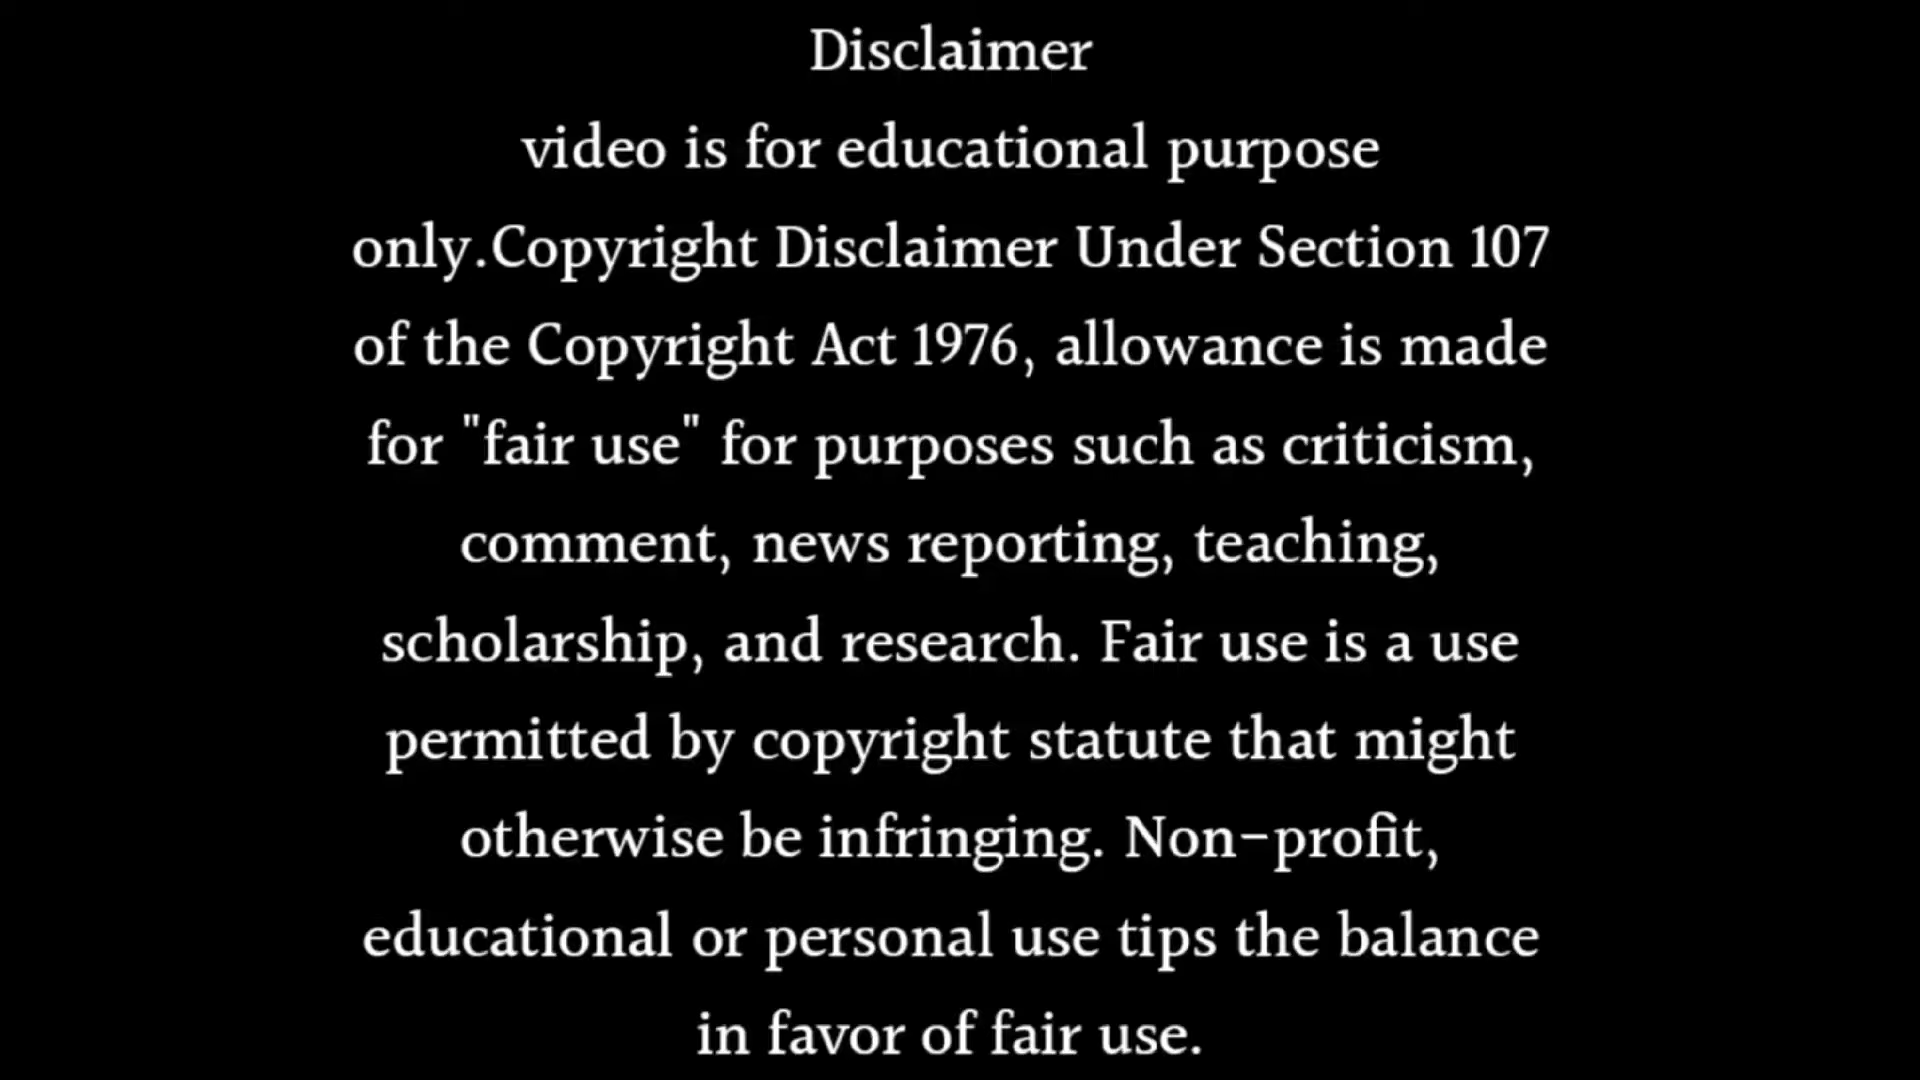 Disclaimer
video is for educational purpose
only.Copyright Disclaimer Under Section 107
of the Copyright Act 1976, allowance is made
for "fair use" for purposes such as criticism,
comment, news reporting, teaching,
scholarship, and research. Fair use is a use
permitted by copyright statute that might
otherwise be infringing. Non-profit,
educational or personal use tips the balance
in favor of fair use.